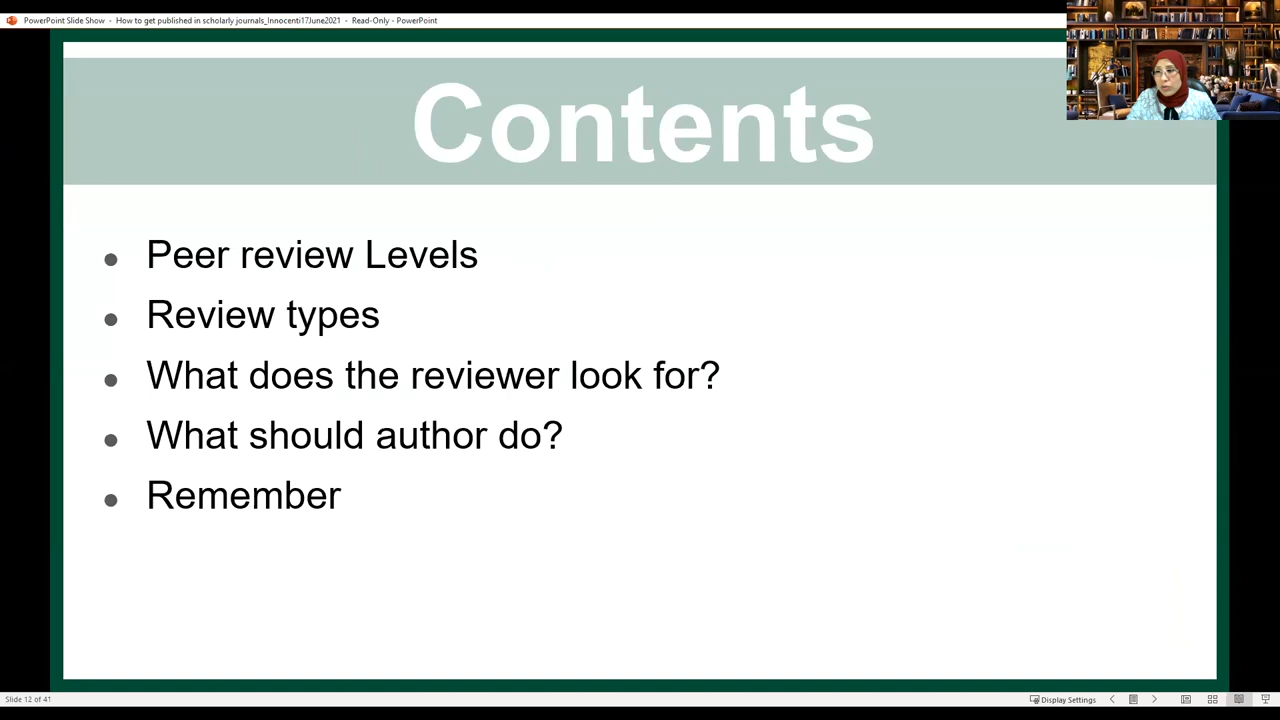 PowerPoint Slide Show - How to get published in scholarly journals_Innocenti17June2021 - Read-Only - PowerPoint
Contents
• Peer review Levels
• Review types
• What does the reviewer look for?
• What should author do?
• Remember
Slide 12 of 41
Display Settings